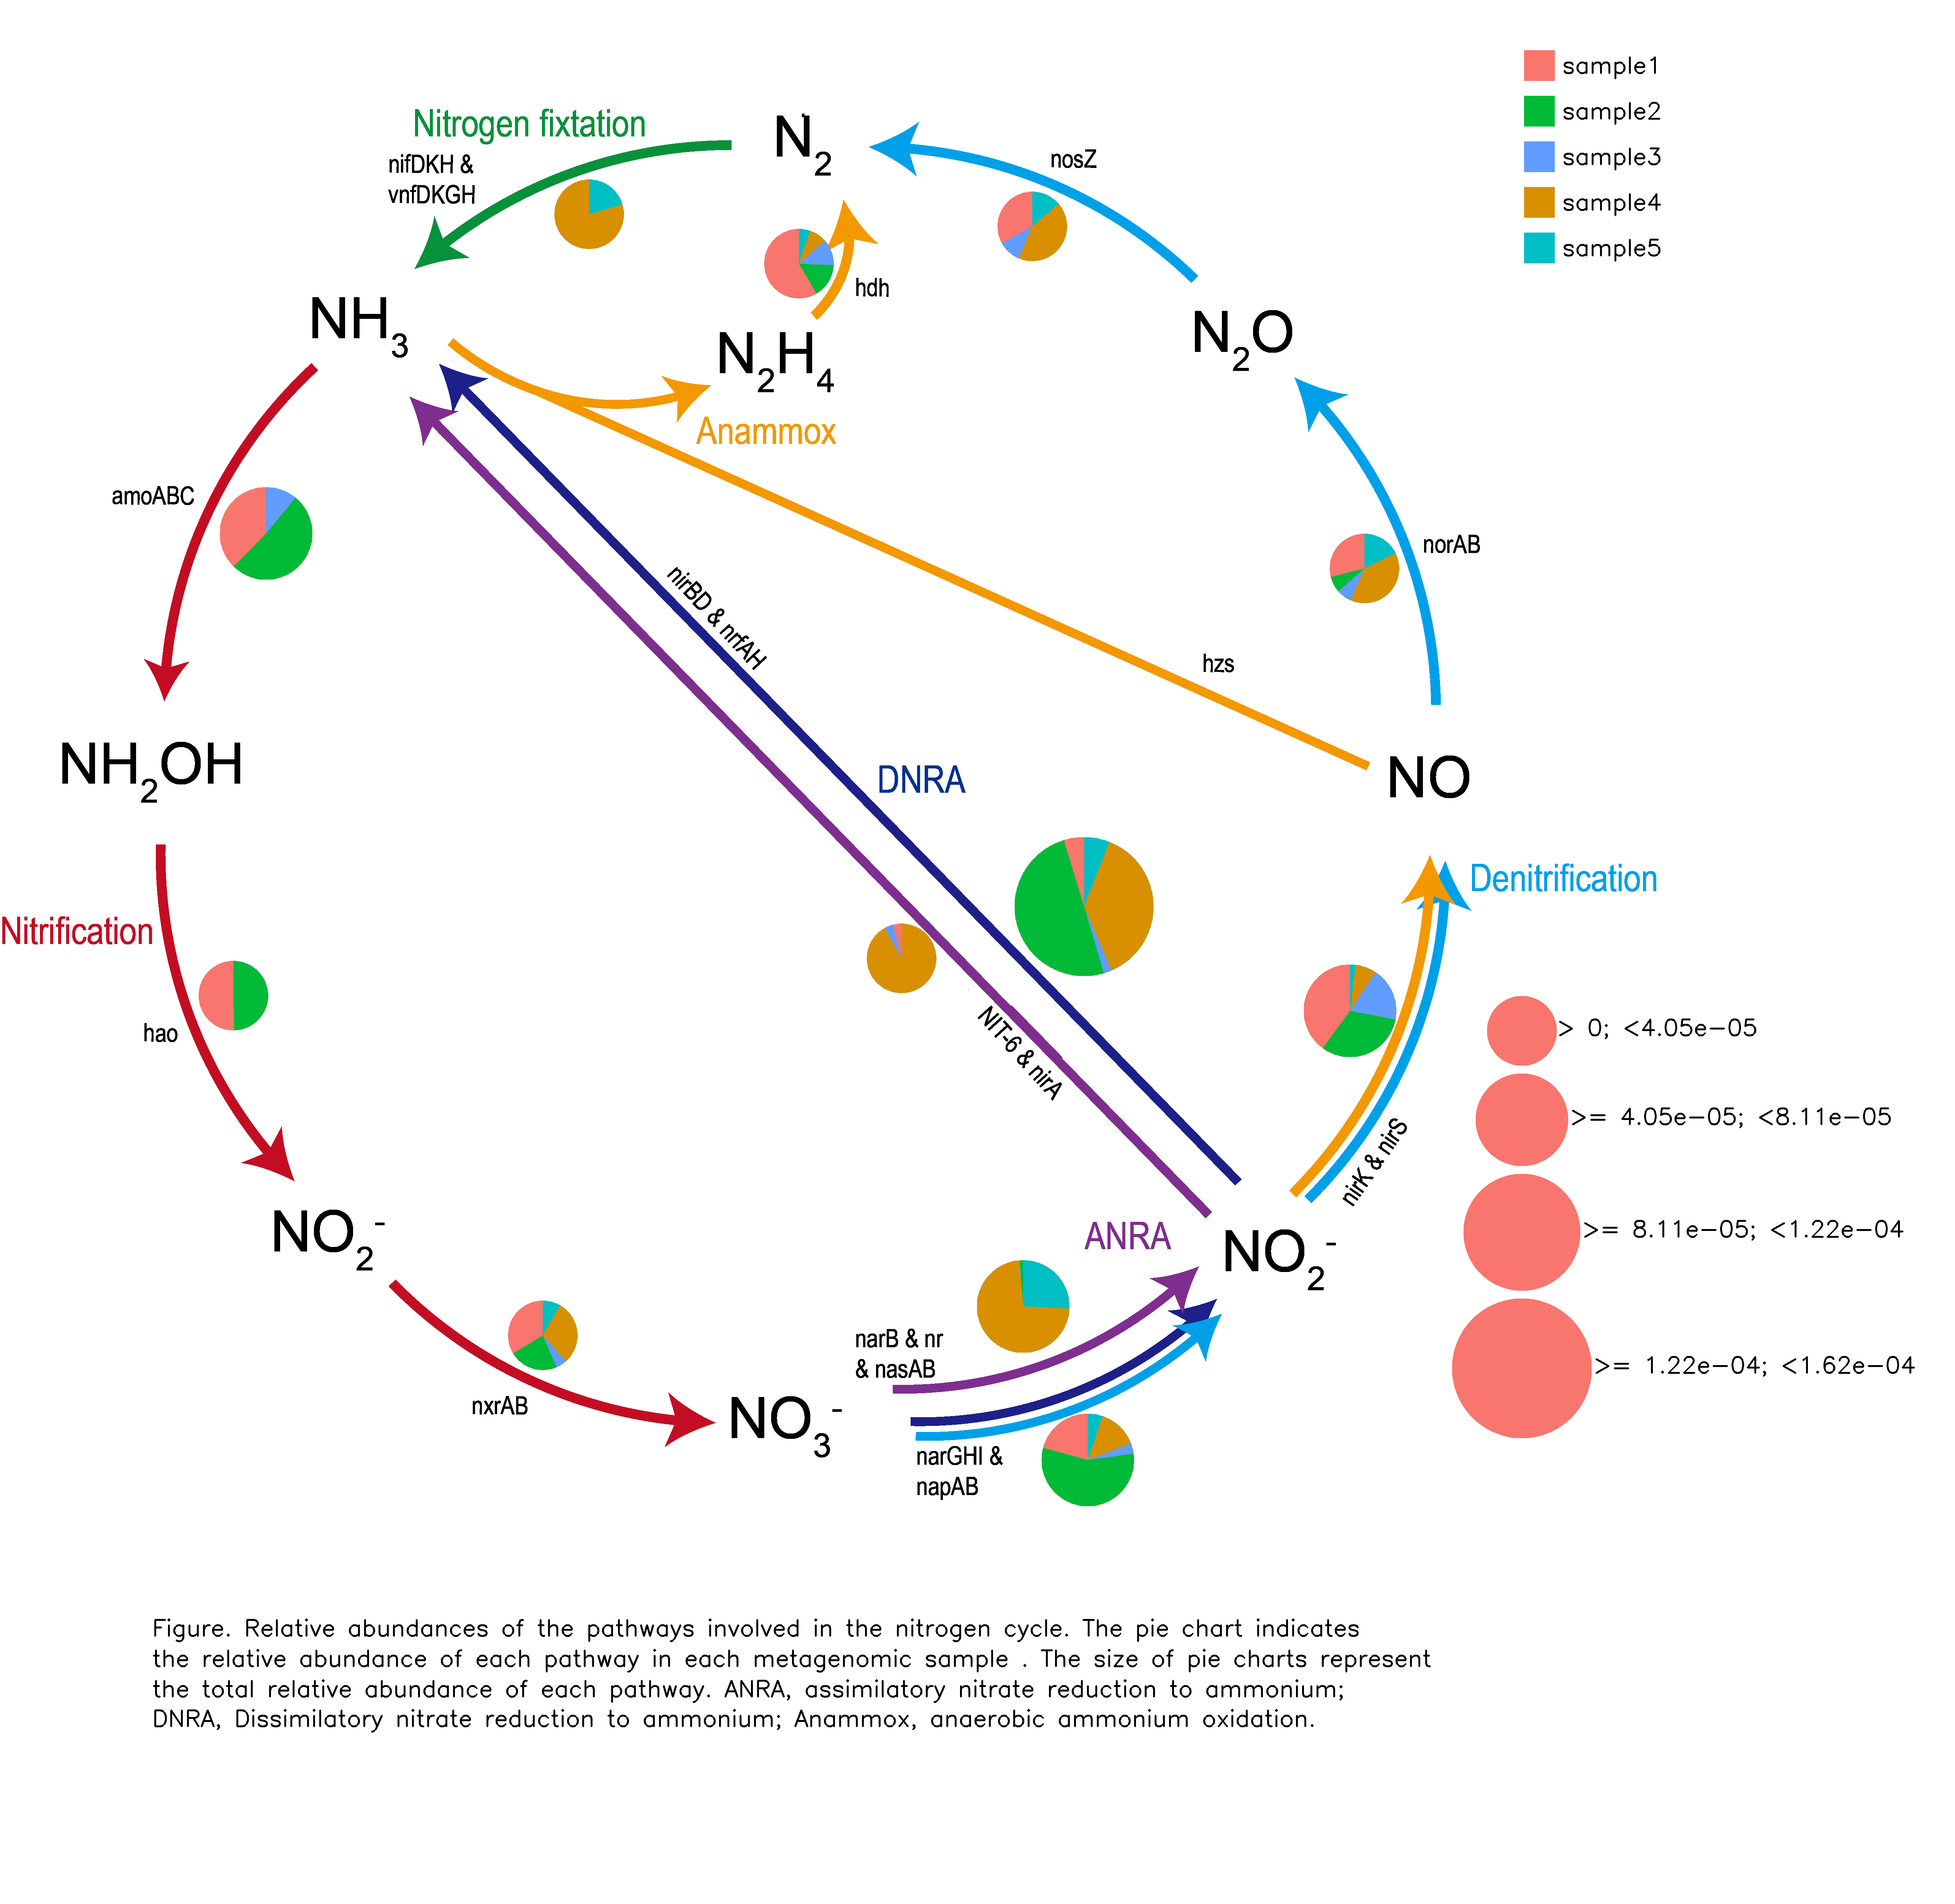 sample1
sample2
sample3
sample4
sample5
Nitrogen fixtation
nifDKH &
vnfDKGH
N2
nosZ
hdh
NH3
N2H4
N2O
Anammox
amoABC
norAB
nirBD & nrfAH
hzs
NH2OH
DNRA
NO
Denitrification
Nitrification
hao
NIT-6 & nirA
> 0; <4.05e-05
>= 4.05e-05; <8.11e-05
nirK & nirS
>= 8.11e-05; <1.22e-04
NO2-
ANRA
NO2-
narB & nr
& nasAB
>= 1.22e-04; <1.62e-04
nxrAB
NO3-
narGHI &
napAB
Figure. Relative abundances of the pathways involved in the nitrogen cycle. The pie chart indicates
the relative abundance of each pathway in each metagenomic sample . The size of pie charts represent
the total relative abundance of each pathway. ANRA, assimilatory nitrate reduction to ammonium;
DNRA, Dissimilatory nitrate reduction to ammonium; Anammox, anaerobic ammonium oxidation.